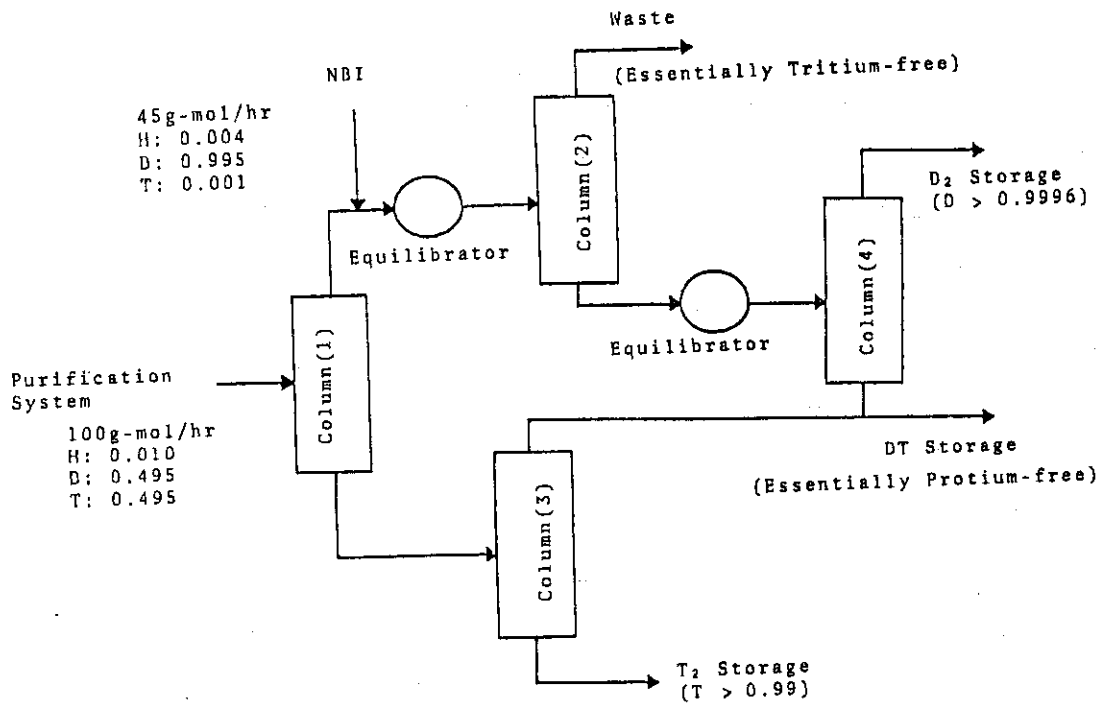 Waste
(Essentially Tritium-free)
NBI
45g-mol/hr
H: 0.004
D: 0.995
T: 0.001
Equilibrator
Column(2)
D₂ Storage
(D > 0.9996)
Column(4)
Equilibrator
Column(1)
Purification
System
100g-mol/hr
H: 0.010
D: 0.495
T: 0.495
DT Storage
(Essentially Protium-free)
Column(3)
T₂ Storage
(T > 0.99)